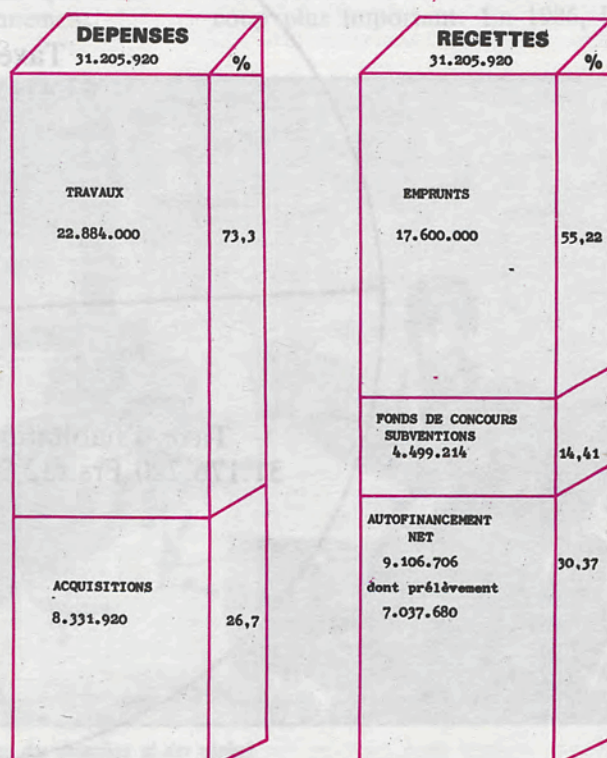 DEPENSES
31.205.920
%
TRAVAUX
22.884.000
73,3
ACQUISITIONS
8.331.920
26,7
RECETTES
31.205.920
%
EMPRUNTS
17.600.000
55,22
FONDS DE CONCOURS
SUBVENTIONS
4.499.214
14,41
AUTOFINANCEMENT
NET
9.106.706
30,37
dont prélèvement
7.037.680